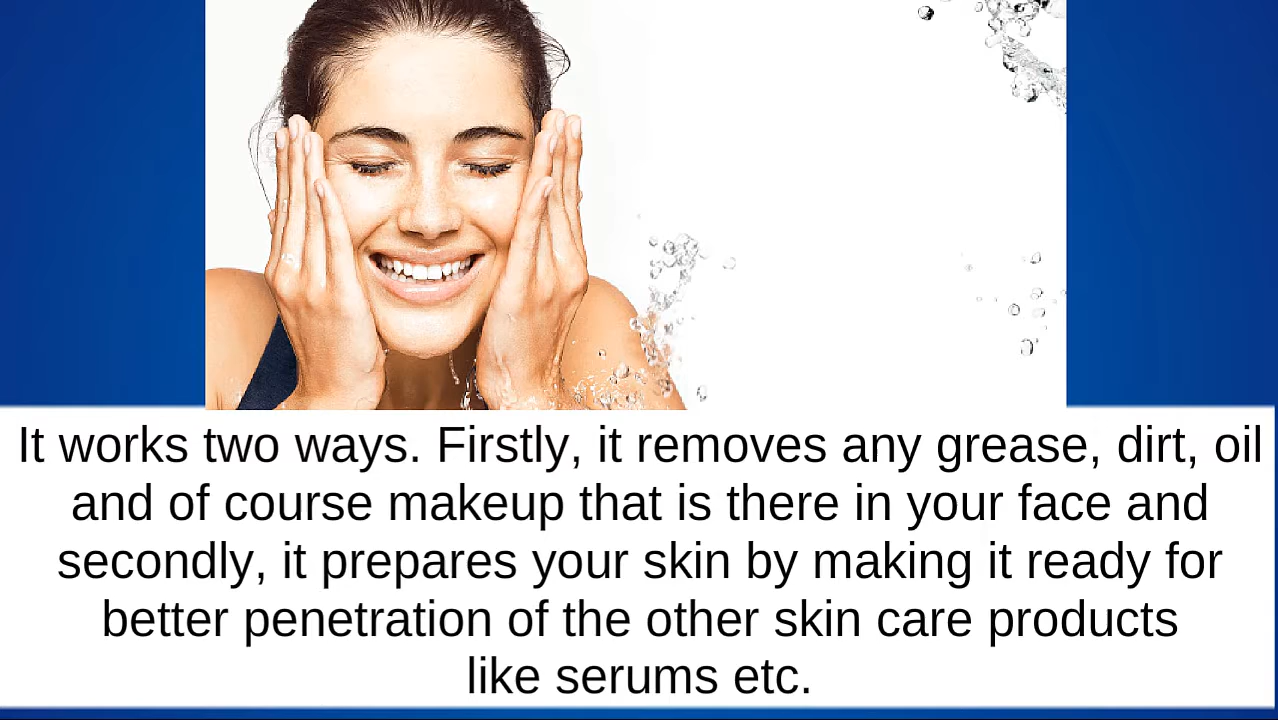 It works two ways. Firstly, it removes any grease, dirt, oil
and of course makeup that is there in your face and
secondly, it prepares your skin by making it ready for
better penetration of the other skin care products
like serums etc.